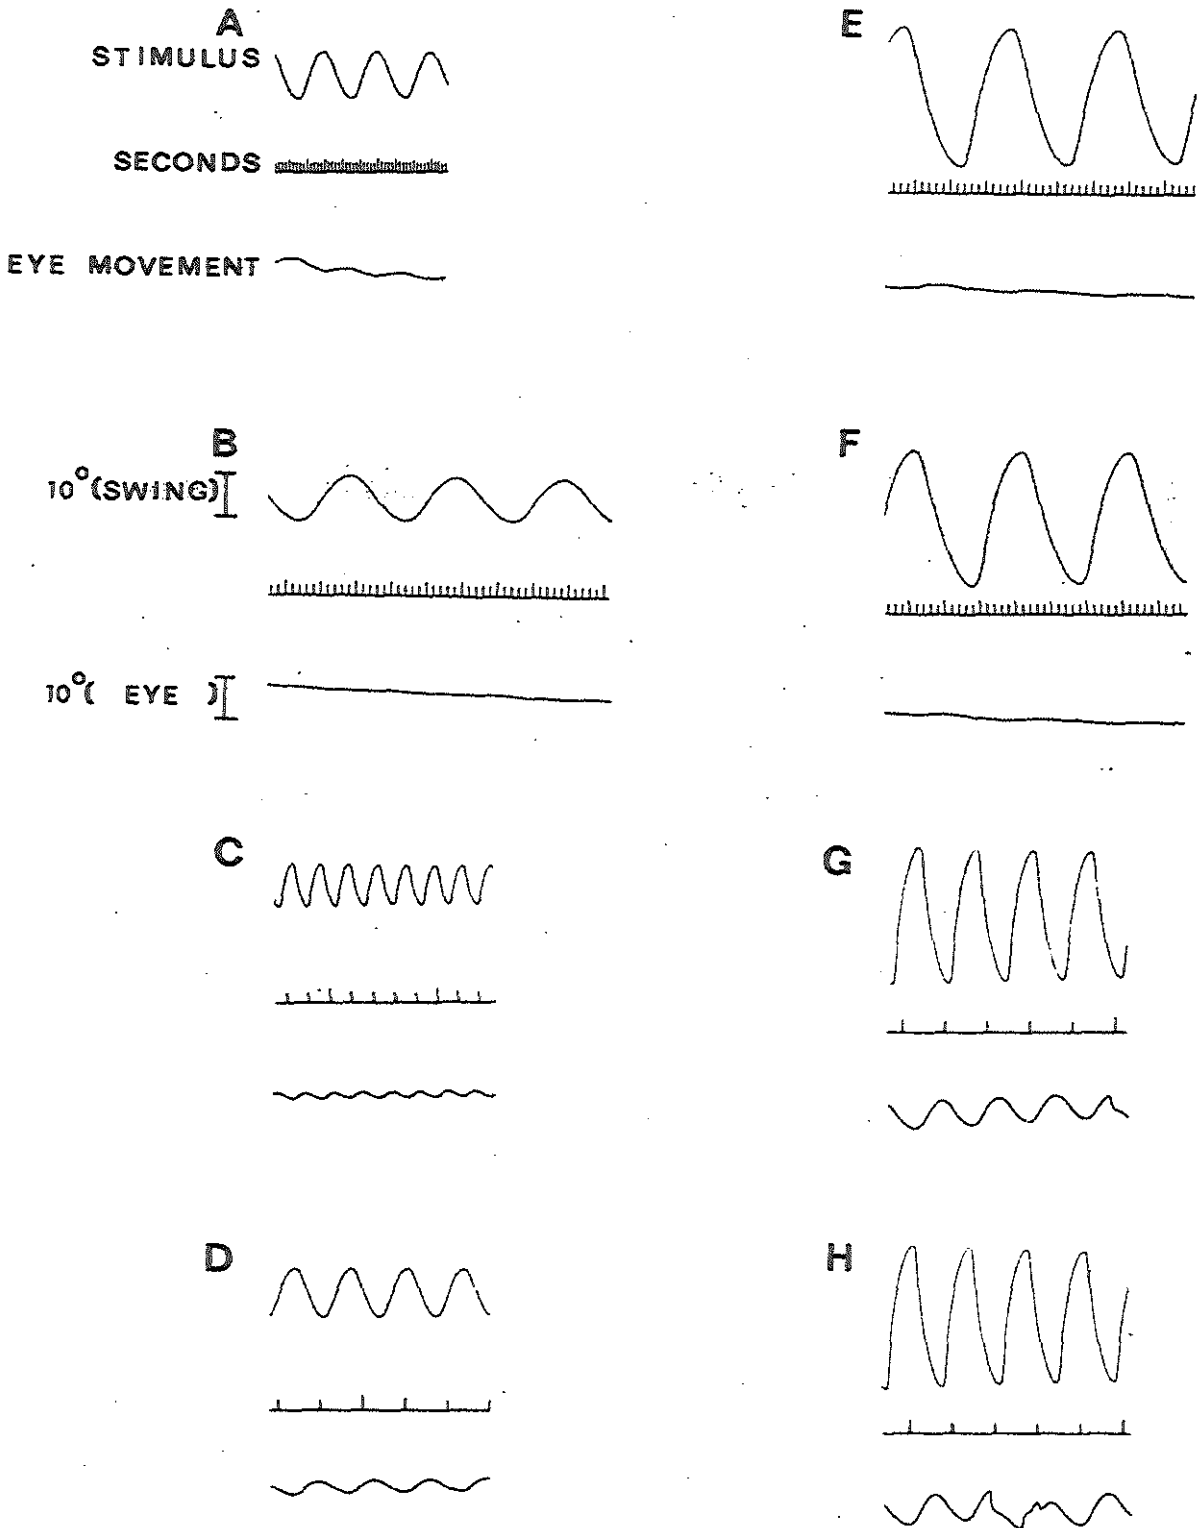 A
STIMULUS
SECONDS
EYE MOVEMENT
B
10°(SWING)
10°( EYE )
C
D
E
F
G
H